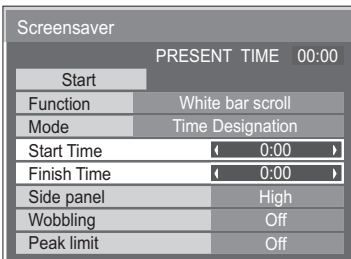 Screensaver
PRESENT TIME 00:00
Start
Function White bar scroll
Mode Time Designation
Start Time 0:00
Finish Time 0:00
Side panel High
Wobbling Off
Peak limit Off